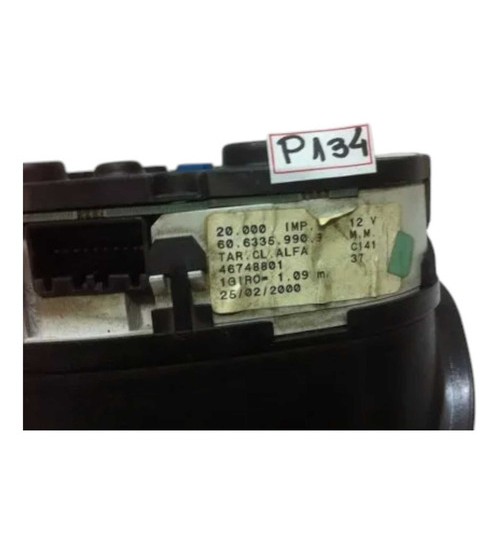 P134
20.000 IMP. 12 V
60.6335.990. M.M.
TAR.CL.ALFA C141
46748801 37
1GIRO= 1.09 m.
25/02/2000